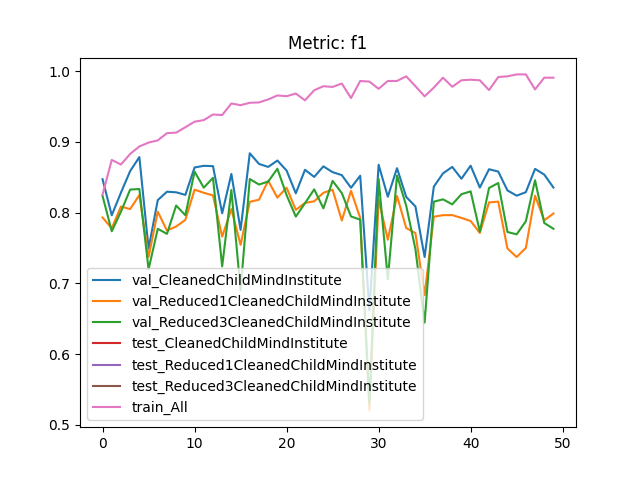 Metric: f1
1.0
0.9
0.8
0.7
0.6
0.5
val_CleanedChildMindInstitute
val_Reduced1CleanedChildMindInstitute
val_Reduced3CleanedChildMindInstitute
test_CleanedChildMindInstitute
test_Reduced1CleanedChildMindInstitute
test_Reduced3CleanedChildMindInstitute
train_All
0 10 20 30 40 50